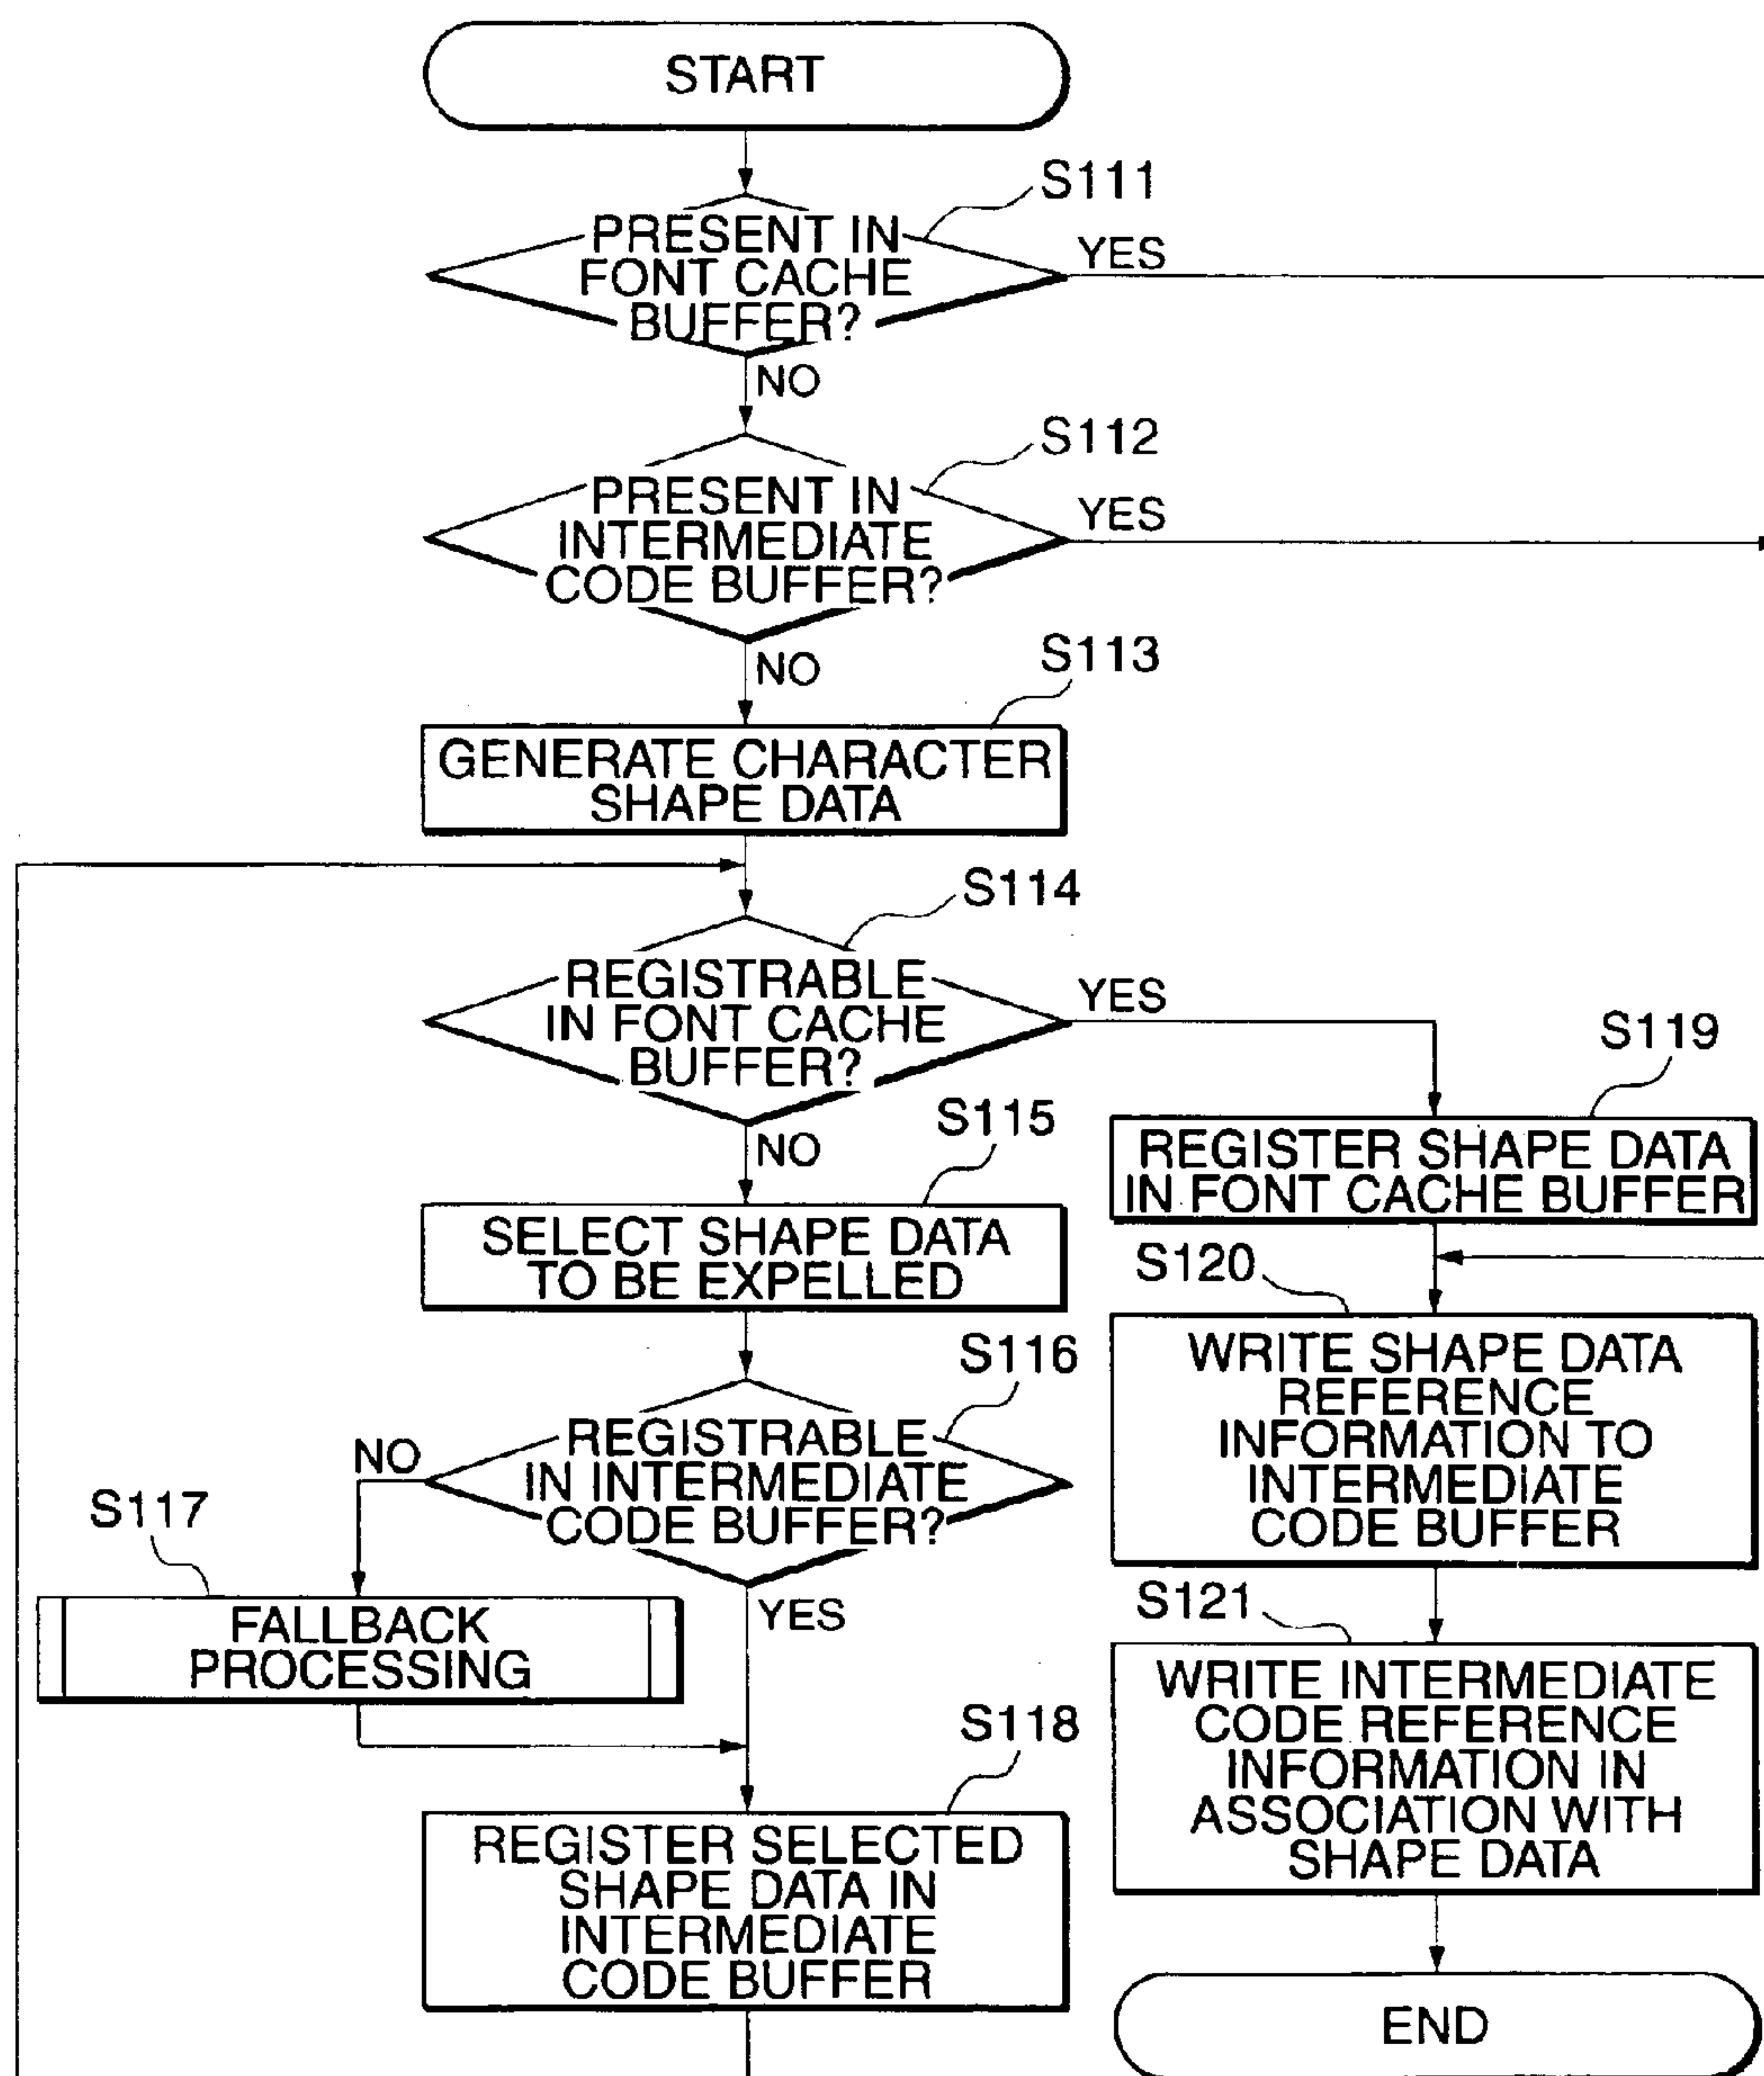 START
S111
PRESENT IN
FONT CACHE
BUFFER?
YES
NO
S112
PRESENT IN
INTERMEDIATE
CODE BUFFER?
YES
NO
S113
GENERATE CHARACTER
SHAPE DATA
S114
REGISTRABLE
IN FONT CACHE
BUFFER?
YES
NO
S115
SELECT SHAPE DATA
TO BE EXPELLED
S116
REGISTRABLE
IN INTERMEDIATE
CODE BUFFER?
NO
YES
S117
FALLBACK
PROCESSING
S118
REGISTER SELECTED
SHAPE DATA IN
INTERMEDIATE
CODE BUFFER
S119
REGISTER SHAPE DATA
IN FONT CACHE BUFFER
S120
WRITE SHAPE DATA
REFERENCE
INFORMATION TO
INTERMEDIATE
CODE BUFFER
S121
WRITE INTERMEDIATE
CODE REFERENCE
INFORMATION IN
ASSOCIATION WITH
SHAPE DATA
END